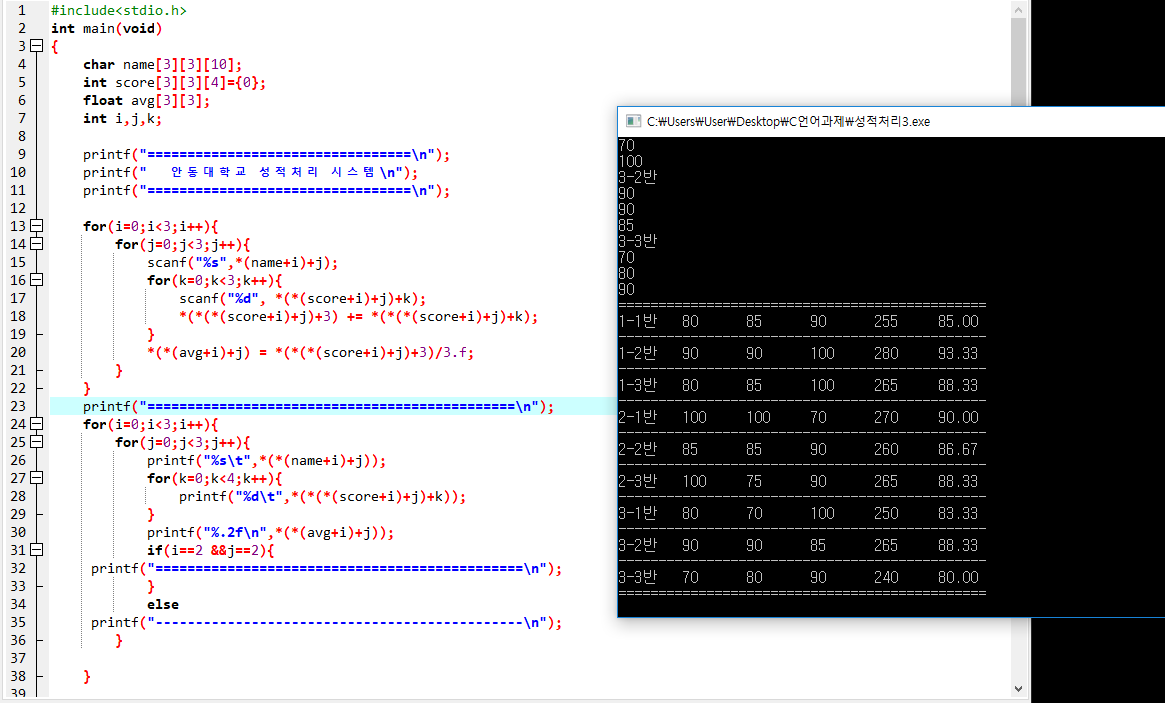 1 #include<stdio.h>
2 int main(void)
3 {
4 char name[3][3][10];
5 int score[3][3][4]={0};
6 float avg[3][3];
7 int i,j,k;
8
9 printf("=================================\n");
10 printf("   안동대학교 성적처리 시스템\n");
11 printf("=================================\n");
12
13 for(i=0;i<3;i++){
14 for(j=0;j<3;j++){
15 scanf("%s",*(name+i)+j);
16 for(k=0;k<3;k++){
17 scanf("%d", *(*(score+i)+j)+k);
18 *(*(*(score+i)+j)+3) += *(*(*(score+i)+j)+k);
19 }
20 *(*(avg+i)+j) = *(*(*(score+i)+j)+3)/3.f;
21 }
22 }
23 printf("==============================================\n");
24 for(i=0;i<3;i++){
25 for(j=0;j<3;j++){
26 printf("%s\t",*(*(name+i)+j));
27 for(k=0;k<4;k++){
28 printf("%d\t",*(*(*(score+i)+j)+k));
29 }
30 printf("%.2f\n",*(*(avg+i)+j));
31 if(i==2 &&j==2){
32 printf("==============================================\n");
33 }
34 else
35 printf("----------------------------------------------\n");
36 }
37
38 }
39
C:₩Users₩User₩Desktop₩C언어과제₩성적처리3.exe
70
100
3-2반
90
90
85
3-3반
70
80
90
==============================================
1-1반 80 85 90 255 85.00
----------------------------------------------
1-2반 90 90 100 280 93.33
----------------------------------------------
1-3반 80 85 100 265 88.33
----------------------------------------------
2-1반 100 100 70 270 90.00
----------------------------------------------
2-2반 85 85 90 260 86.67
----------------------------------------------
2-3반 100 75 90 265 88.33
----------------------------------------------
3-1반 80 70 100 250 83.33
----------------------------------------------
3-2반 90 90 85 265 88.33
----------------------------------------------
3-3반 70 80 90 240 80.00
==============================================